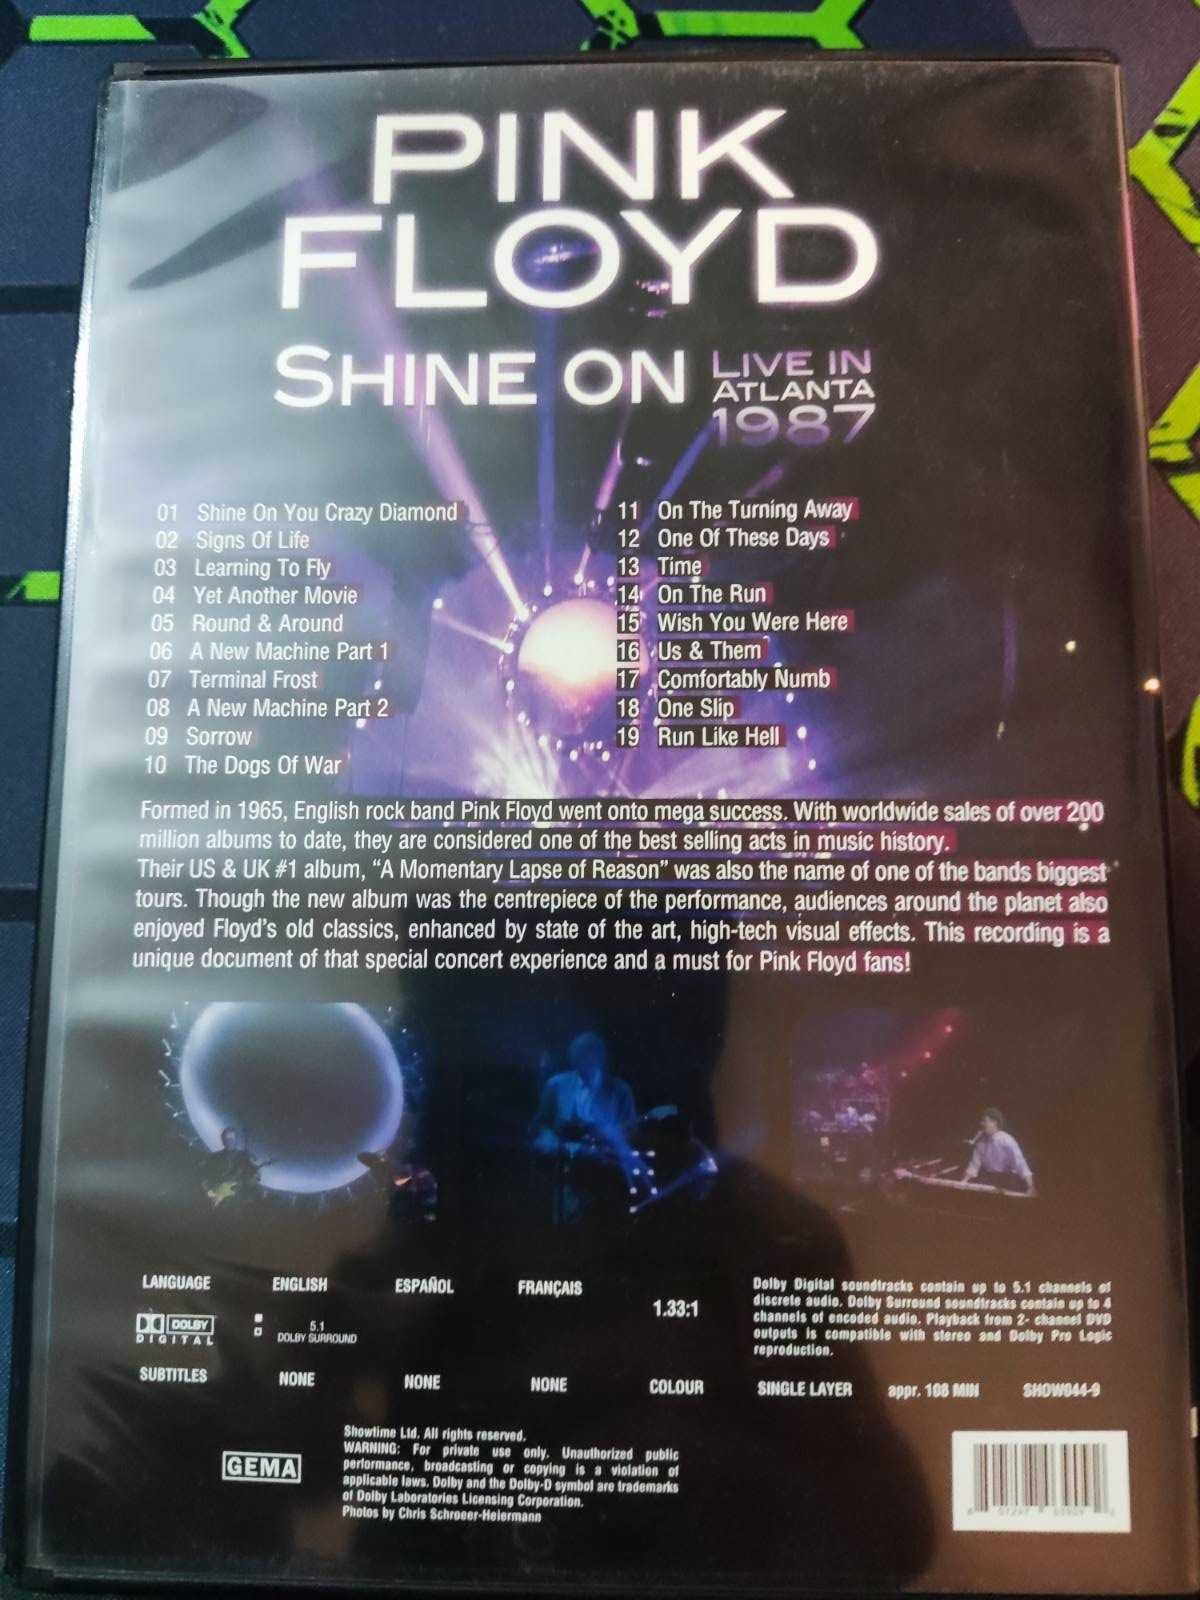 PINK
FLOYD
SHINE ON LIVE IN
ATLANTA
1987
01 Shine On You Crazy Diamond
02 Signs Of Life
03 Learning To Fly
04 Yet Another Movie
05 Round & Around
06 A New Machine Part 1
07 Terminal Frost
08 A New Machine Part 2
09 Sorrow
10 The Dogs Of War
11 On The Turning Away
12 One Of These Days
13 Time
14 On The Run
15 Wish You Were Here
16 Us & Them
17 Comfortably Numb
18 One Slip
19 Run Like Hell
Formed in 1965, English rock band Pink Floyd went onto mega success. With worldwide sales of over 200
million albums to date, they are considered one of the best selling acts in music history.
Their US & UK #1 album, “A Momentary Lapse of Reason” was also the name of one of the bands biggest
tours. Though the new album was the centrepiece of the performance, audiences around the planet also
enjoyed Floyd’s old classics, enhanced by state of the art, high-tech visual effects. This recording is a
unique document of that special concert experience and a must for Pink Floyd fans!
LANGUAGE ENGLISH ESPAÑOL FRANÇAIS
DOLBY
DIGITAL
5.1
DOLBY SURROUND
1.33:1
SUBTITLES NONE NONE NONE COLOUR
Dolby Digital soundtracks contain up to 5.1 channels of
discrete audio. Dolby Surround soundtracks contain up to 4
channels of encoded audio. Playback from 2- channel DVD
outputs is compatible with stereo and Dolby Pro Logic
reproduction.
SINGLE LAYER appr. 108 MIN SHOW044-9
GEMA
Showtime Ltd. All rights reserved.
WARNING: For private use only. Unauthorized public
performance, broadcasting or copying is a violation of
applicable laws. Dolby and the Dolby-D symbol are trademarks
of Dolby Laboratories Licensing Corporation.
Photos by Chris Schroeer-Heiermann